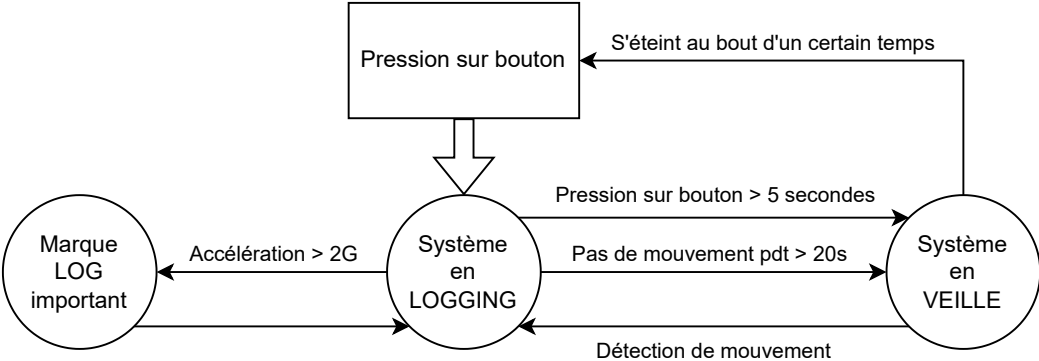 S'éteint au bout d'un certain temps
Pression sur bouton
Pression sur bouton > 5 secondes
Marque
LOG
important
Accélération > 2G
Système
en
LOGGING
Pas de mouvement pdt > 20s
Système
en
VEILLE
Détection de mouvement